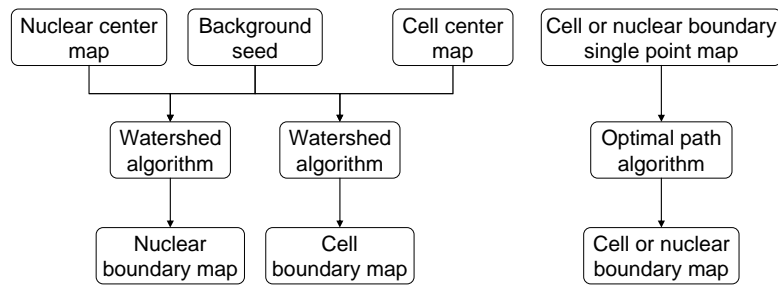 Nuclear center
map
Background
seed
Cell center
map
Cell or nuclear boundary
single point map
Watershed
algorithm
Watershed
algorithm
Optimal path
algorithm
Nuclear
boundary map
Cell
boundary map
Cell or nuclear
boundary map